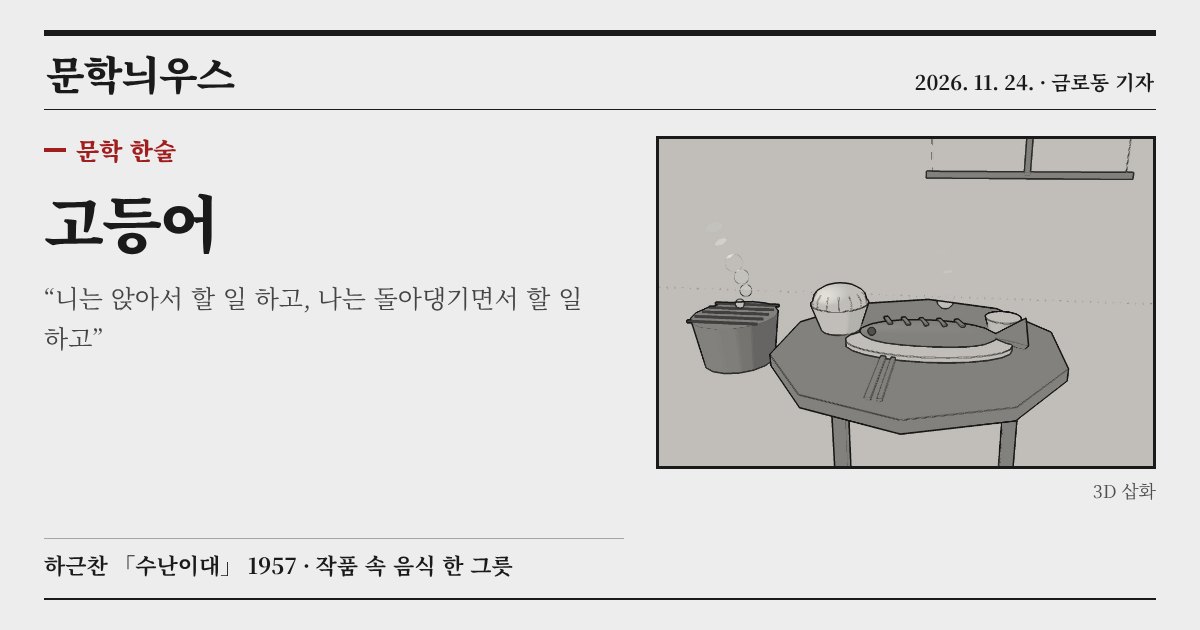 문학늬우스
2026. 11. 24. · 금로동 기자
문학 한술
고등어
“니는 앉아서 할 일 하고, 나는 돌아댕기면서 할 일
하고”
3D 삽화
하근찬 「수난이대」 1957 · 작품 속 음식 한 그릇